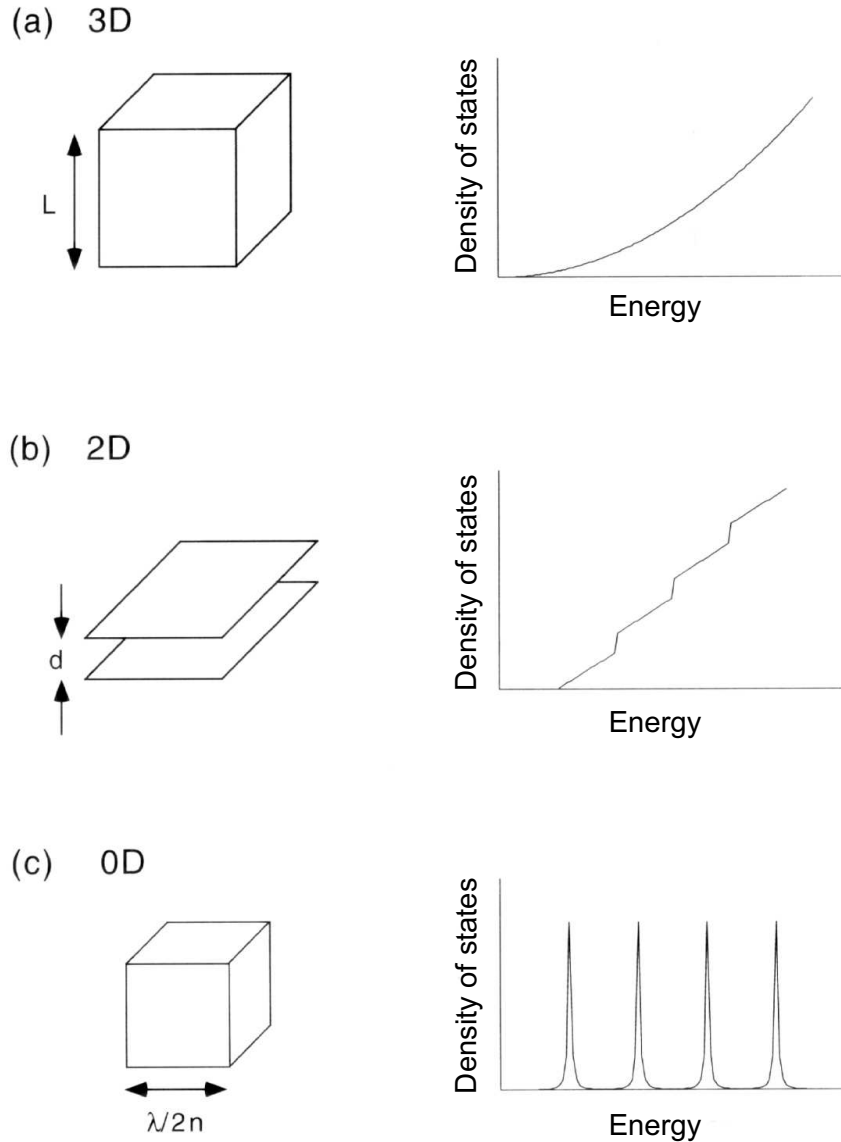 (a) 3D
L
Density of states
Energy
(b) 2D
d
Density of states
Energy
(c) 0D
λ/2n
Density of states
Energy